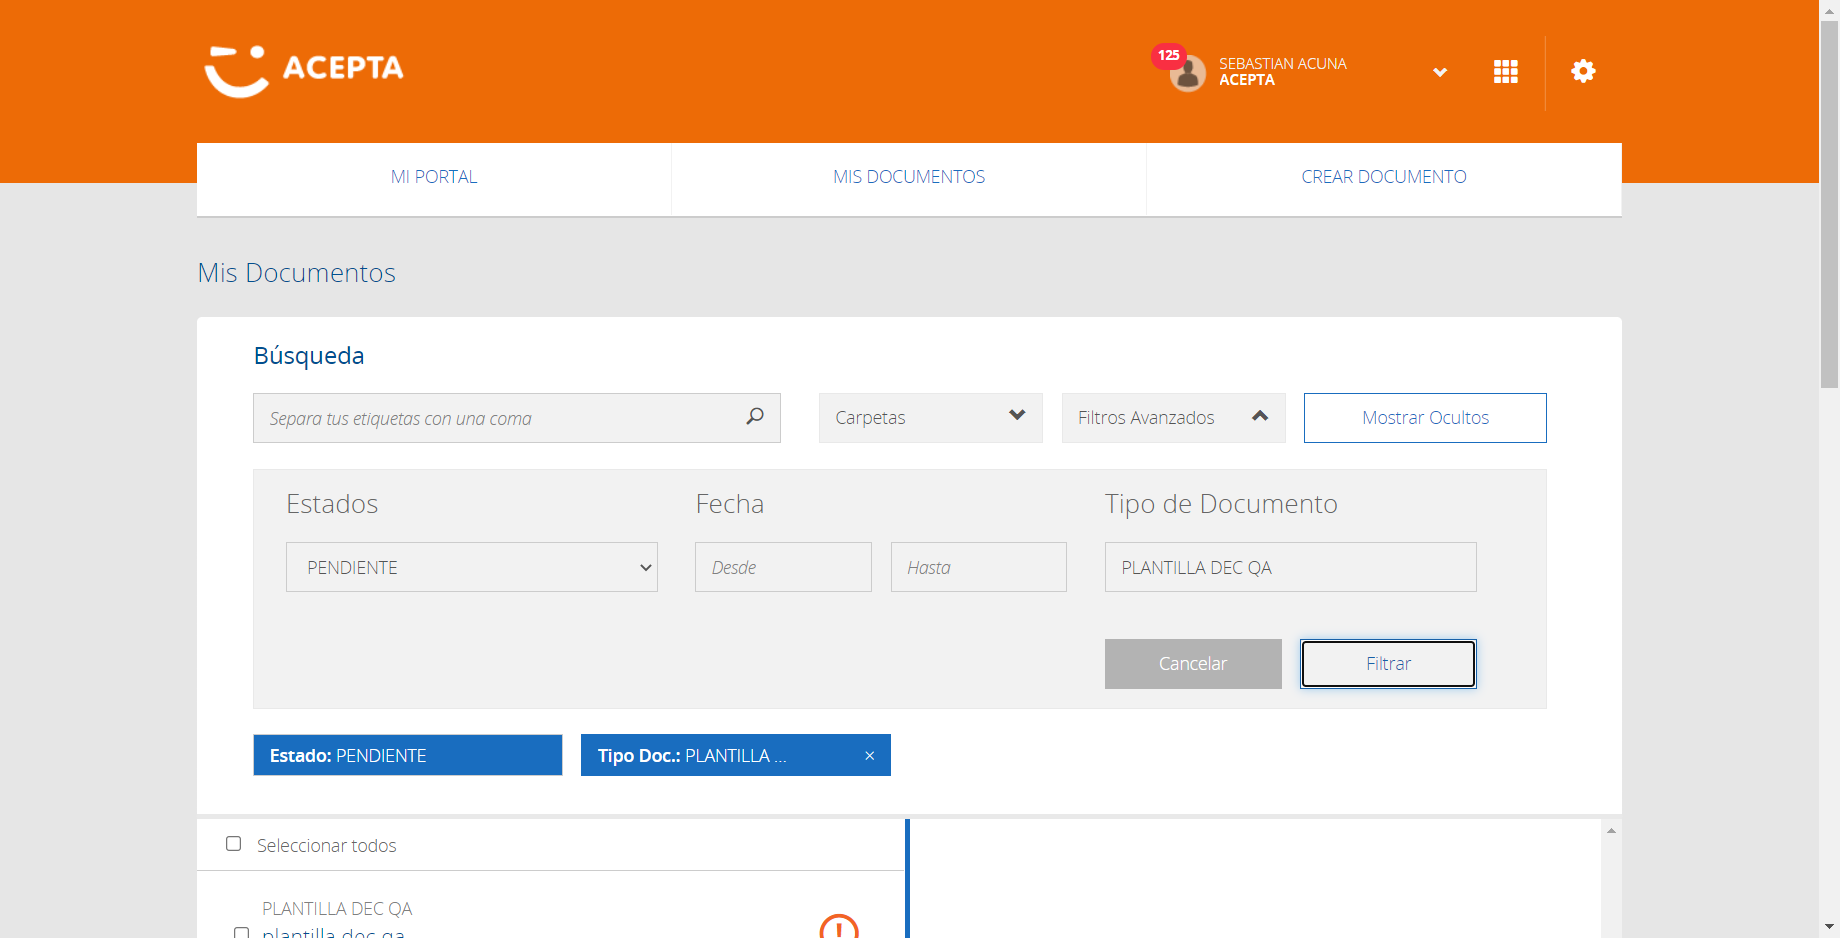 ACEPTA
125
SEBASTIAN ACUNA
ACEPTA
MI PORTAL
MIS DOCUMENTOS
CREAR DOCUMENTO
Mis Documentos
Búsqueda
Separa tus etiquetas con una coma
Carpetas
Filtros Avanzados
Mostrar Ocultos
Estados
Fecha
Tipo de Documento
PENDIENTE
Desde
Hasta
PLANTILLA DEC QA
Cancelar
Filtrar
Estado: PENDIENTE
Tipo Doc.: PLANTILLA ... ×
Seleccionar todos
PLANTILLA DEC QA
plantilla dec qa